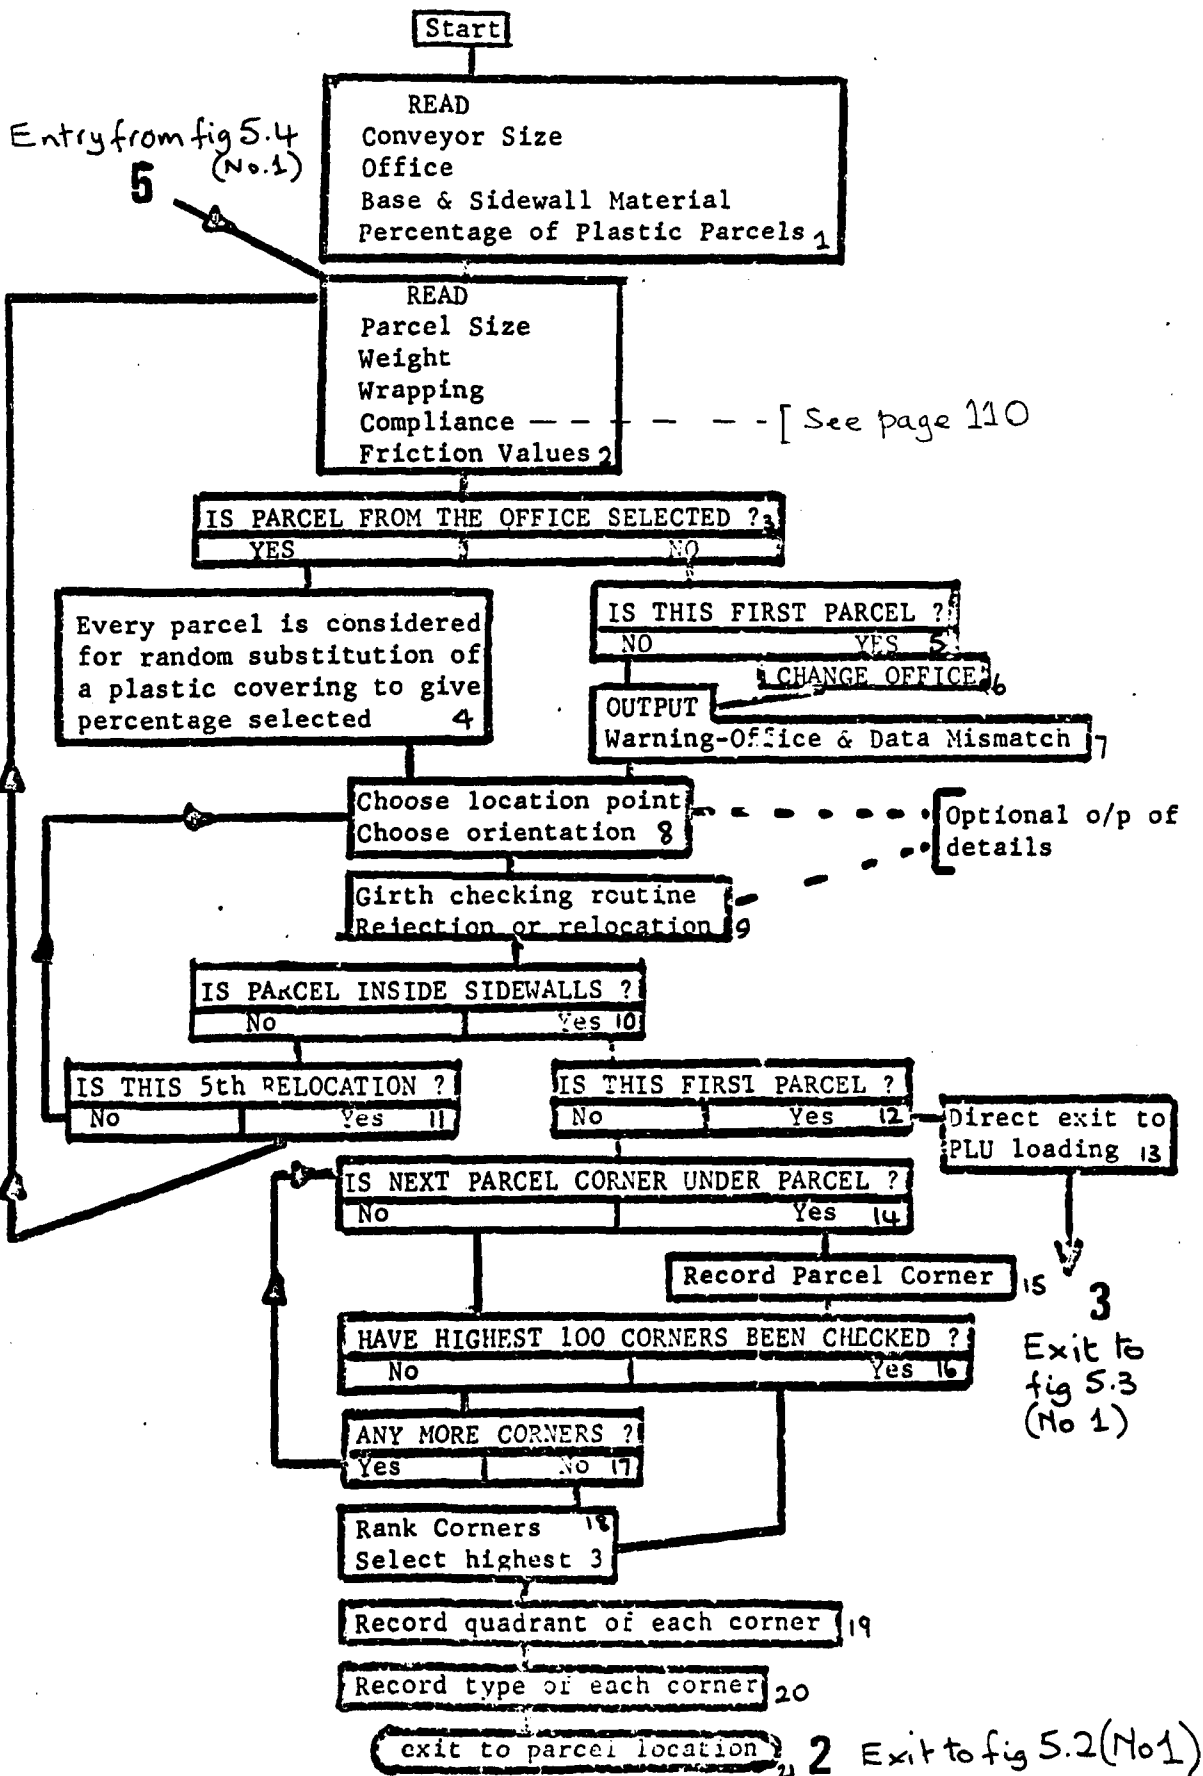 Start
READ
Conveyor Size
Office
Base & Sidewall Material
Percentage of Plastic Parcels 1
Entry from fig 5.4
(No.1)
5
READ
Parcel Size
Weight
Wrapping
Compliance
[ See page 110
Friction Values 2
IS PARCEL FROM THE OFFICE SELECTED ? 3
YES NO
Every parcel is considered
for random substitution of
a plastic covering to give
percentage selected 4
IS THIS FIRST PARCEL ?
NO YES 5
CHANGE OFFICE 6
OUTPUT
Warning-Office & Data Mismatch 7
Choose location point
Choose orientation 8
Optional o/p of
details
Girth checking routine
Rejection or relocation 9
IS PARCEL INSIDE SIDEWALLS ?
No Yes 10
IS THIS 5th RELOCATION ?
No Yes 11
IS THIS FIRST PARCEL ?
No Yes 12
Direct exit to
PLU loading 13
IS NEXT PARCEL CORNER UNDER PARCEL ?
No Yes 14
Record Parcel Corner 15
3
Exit to
fig 5.3
(No 1)
HAVE HIGHEST 100 CORNERS BEEN CHECKED ?
No Yes 16
ANY MORE CORNERS ?
Yes No 17
Rank Corners 18
Select highest 3
Record quadrant of each corner 19
Record type of each corner 20
exit to parcel location 21
2 Exit to fig 5.2 (No1)